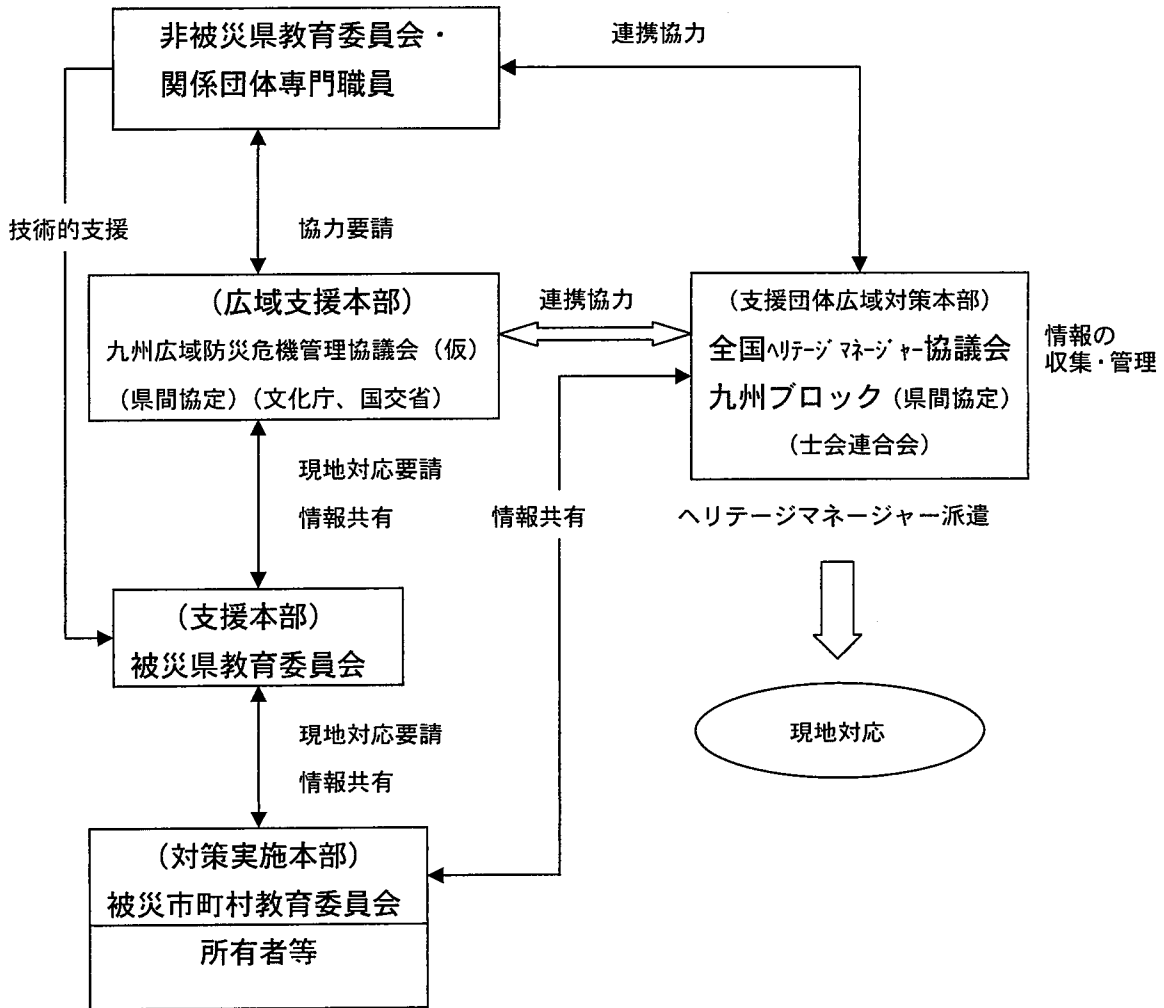 非被災県教育委員会・
関係団体専門職員
連携協力
技術的支援
協力要請
（広域支援本部）
九州広域防災危機管理協議会（仮）
（県間協定）（文化庁、国交省）
連携協力
（支援団体広域対策本部）
全国ﾍﾘﾃｰｼﾞﾏﾈｰｼﾞｬｰ協議会
九州ブロック（県間協定）
（士会連合会）
情報の
収集・管理
現地対応要請
情報共有
情報共有
ヘリテージマネージャー派遣
（支援本部）
被災県教育委員会
現地対応
現地対応要請
情報共有
（対策実施本部）
被災市町村教育委員会
所有者等